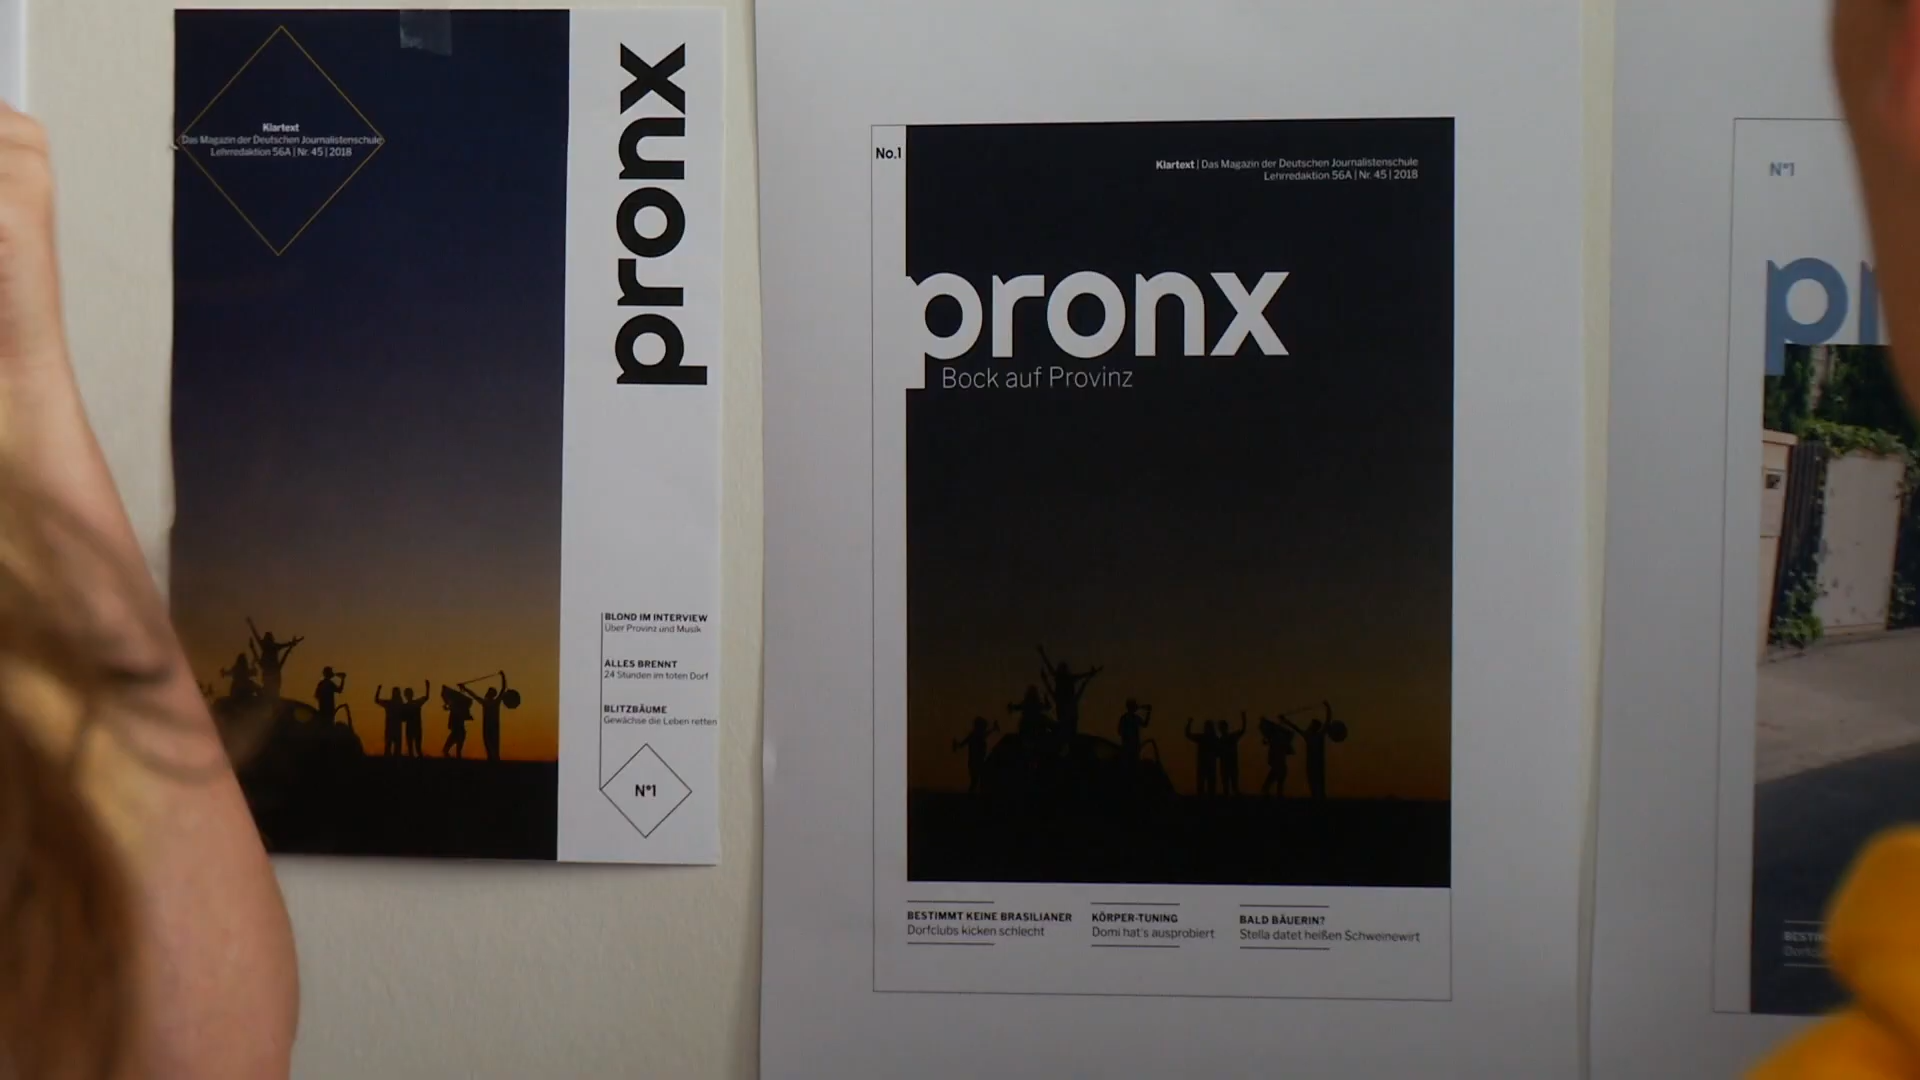 Klartext
Das Magazin der Deutschen Journalistenschule
Lehrredaktion 56A | Nr. 45 | 2018
pronx
BLOND IM INTERVIEW
Über Provinz und Musik
ALLES BRENNT
24 Stunden im toten Dorf
BLITZBÄUME
Gewächse die Leben retten
N°1
No.1
Klartext | Das Magazin der Deutschen Journalistenschule
Lehrredaktion 56A | Nr. 45 | 2018
pronx
Bock auf Provinz
BESTIMMT KEINE BRASILIANER
Dorfclubs kicken schlecht
KÖRPER-TUNING
Domi hat's ausprobiert
BALD BÄUERIN?
Stella datet heißen Schweinewirt
N°1
pr